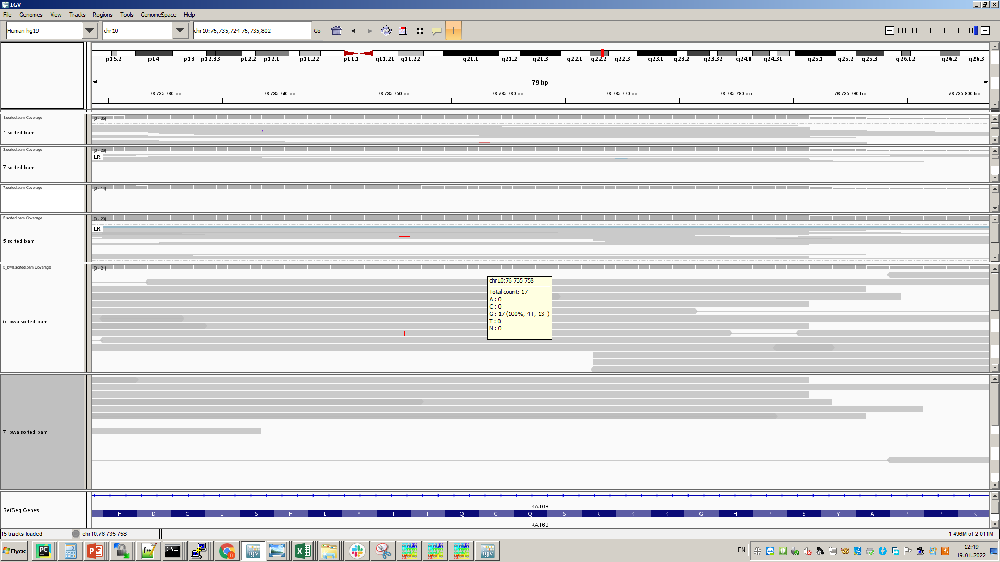 IGV
File Genomes View Tracks Regions Tools GenomeSpace Help
Human hg19 chr10 chr10:76,735,724-76,735,802 Go
p15.2 p14 p13 p12.33 p12.2 p12.1 p11.22 p11.1 q11.21 q11.22 q21.1 q21.2 q21.3 q22.1 q22.2 q22.3 q23.1 q23.2 q23.32 q24.1 q24.31 q25.1 q25.2 q25.3 q26.12 q26.2 q26.3
79 bp
76 735 730 bp 76 735 740 bp 76 735 750 bp 76 735 760 bp 76 735 770 bp 76 735 780 bp 76 735 790 bp 76 735 800 bp
1.sorted.bam Coverage
[0 - 35]
1.sorted.bam
3.sorted.bam Coverage
[0 - 26]
LR
7.sorted.bam
7.sorted.bam Coverage
[0 - 14]
5.sorted.bam Coverage
[0 - 20]
LR
5.sorted.bam
5_bwa.sorted.bam Coverage
[0 - 21]
chr10:76 735 758
Total count: 17
A : 0
C : 0
G : 17 (100%, 4+, 13- )
T : 0
N : 0
---------------
5_bwa.sorted.bam
T
7_bwa.sorted.bam
KAT6B
RefSeq Genes
F D G L S H I Y T T Q G Q S R K K G H P S Y A P P K
KAT6B
15 tracks loaded chr10:76 735 758 1 496M of 2 011M
Пуск
EN
12:49
19.01.2022